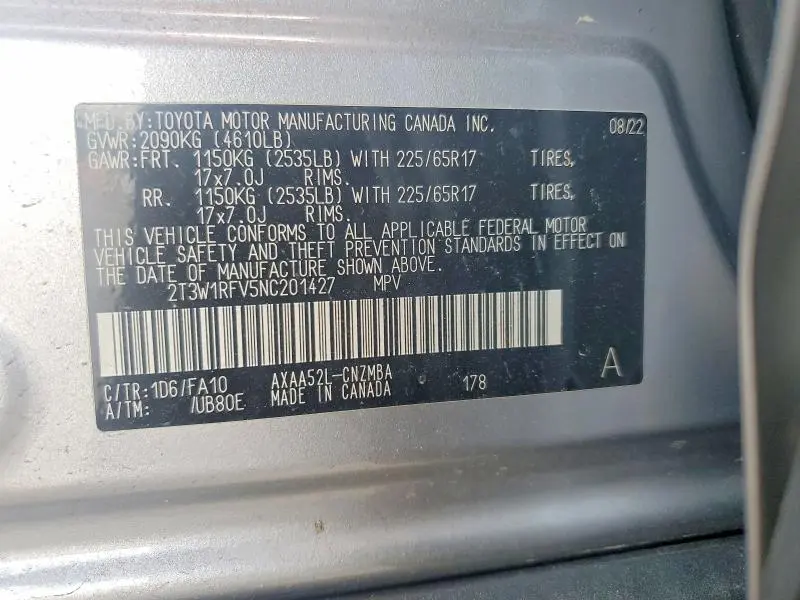 MFD. BY:TOYOTA MOTOR MANUFACTURING CANADA INC. 08/22
GVWR:2090KG (4610LB)
GAWR:FRT. 1150KG (2535LB) WITH 225/65R17 TIRES,
17x7.0J RIMS.
RR. 1150KG (2535LB) WITH 225/65R17 TIRES,
17x7.0J RIMS.
THIS VEHICLE CONFORMS TO ALL APPLICABLE FEDERAL MOTOR
VEHICLE SAFETY AND THEFT PREVENTION STANDARDS IN EFFECT ON
THE DATE OF MANUFACTURE SHOWN ABOVE.
2T3W1RFV5NC201427 MPV
C/TR:1D6/FA10 AXAA52L-CNZMBA 178 A
A/TM: /UB80E MADE IN CANADA